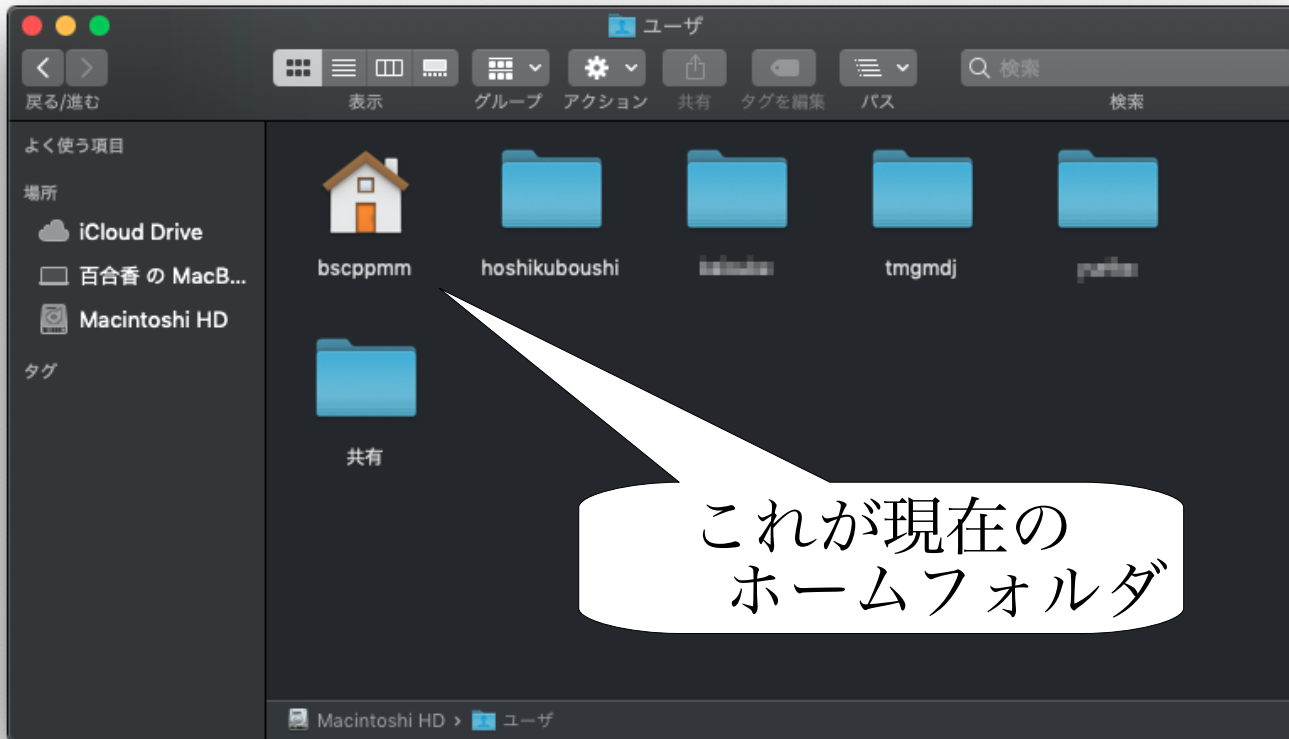 ユーザ
戻る/進む
表示
グループ
アクション
共有
タグを編集
パス
検索
検索
よく使う項目
場所
iCloud Drive
百合香 の MacB...
Macintoshi HD
タグ
bscppmm
hoshikuboushi
tmgmdj
共有
これが現在の
ホームフォルダ
Macintoshi HD › ユーザ